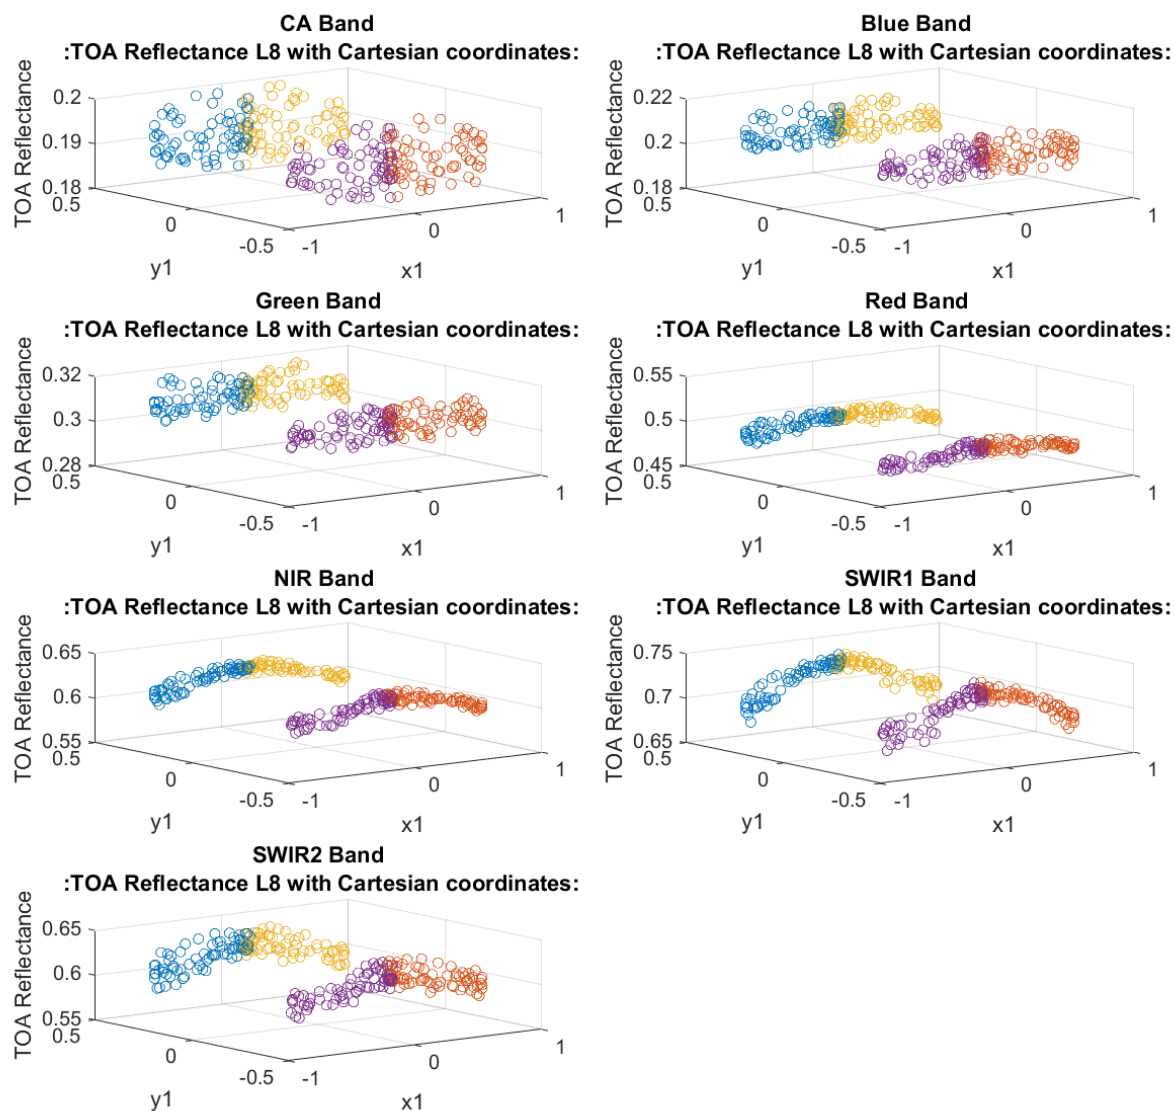 CA Band
:TOA Reflectance L8 with Cartesian coordinates:
TOA Reflectance
0.2
0.19
0.18
0.5
0
-0.5
y1
-1
0
1
x1
Blue Band
:TOA Reflectance L8 with Cartesian coordinates:
TOA Reflectance
0.22
0.2
0.18
0.5
0
-0.5
y1
-1
0
1
x1
Green Band
:TOA Reflectance L8 with Cartesian coordinates:
TOA Reflectance
0.32
0.3
0.28
0.5
0
-0.5
y1
-1
0
1
x1
Red Band
:TOA Reflectance L8 with Cartesian coordinates:
TOA Reflectance
0.55
0.5
0.45
0.5
0
-0.5
y1
-1
0
1
x1
NIR Band
:TOA Reflectance L8 with Cartesian coordinates:
TOA Reflectance
0.65
0.6
0.55
0.5
0
-0.5
y1
-1
0
1
x1
SWIR1 Band
:TOA Reflectance L8 with Cartesian coordinates:
TOA Reflectance
0.75
0.7
0.65
0.5
0
-0.5
y1
-1
0
1
x1
SWIR2 Band
:TOA Reflectance L8 with Cartesian coordinates:
TOA Reflectance
0.65
0.6
0.55
0.5
0
-0.5
y1
-1
0
1
x1